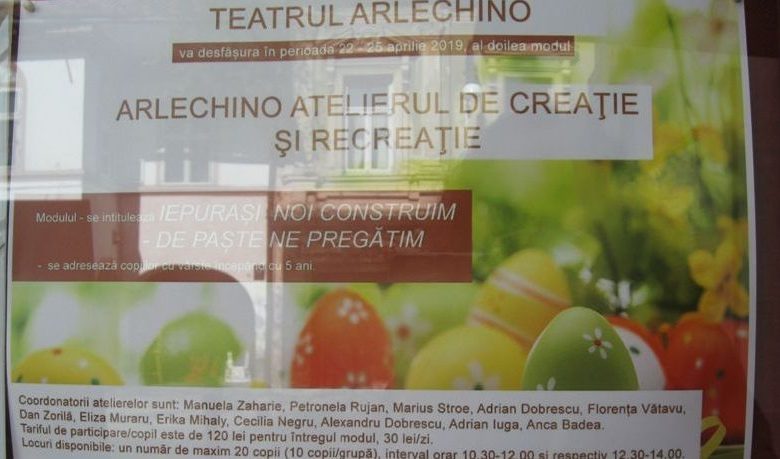 TEATRUL ARLECHINO
va desfăşura în perioada 22 - 25 aprilie 2019, al doilea modul
ARLECHINO ATELIERUL DE CREAŢIE
ŞI RECREAŢIE
Modulul - se intitulează IEPURAȘI NOI CONSTRUIM
- DE PAȘTE NE PREGĂTIM
- se adresează copiilor cu vârste începând cu 5 ani.
Coordonatorii atelierelor sunt: Manuela Zaharie, Petronela Rujan, Marius Stroe, Adrian Dobrescu, Florenţa Vătavu,
Dan Zorilă, Eliza Muraru, Erika Mihaly, Cecilia Negru, Alexandru Dobrescu, Adrian Iuga, Anca Badea.
Tariful de participare/copil este de 120 lei pentru întregul modul, 30 lei/zi.
Locuri disponibile: un număr de maxim 20 copii (10 copii/grupă), interval orar 10.30-12.00 si respectiv 12.30-14.00.